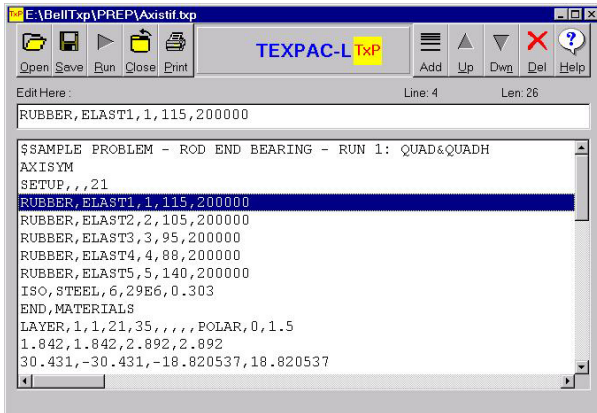 TxP E:\BellTxp\PREP\Axistif.txp
Open Save Run Close Print TEXPAC-L TxP Add Up Dwn Del Help
Edit Here : Line: 4 Len: 26
RUBBER,ELAST1,1,115,200000
$SAMPLE PROBLEM - ROD END BEARING - RUN 1: QUAD&QUADH
AXISYM
SETUP,,,21
RUBBER,ELAST1,1,115,200000
RUBBER,ELAST2,2,105,200000
RUBBER,ELAST3,3,95,200000
RUBBER,ELAST4,4,88,200000
RUBBER,ELAST5,5,140,200000
ISO,STEEL,6,29E6,0.303
END,MATERIALS
LAYER,1,1,21,35,,,,,POLAR,0,1.5
1.842,1.842,2.892,2.892
30.431,-30.431,-18.820537,18.820537